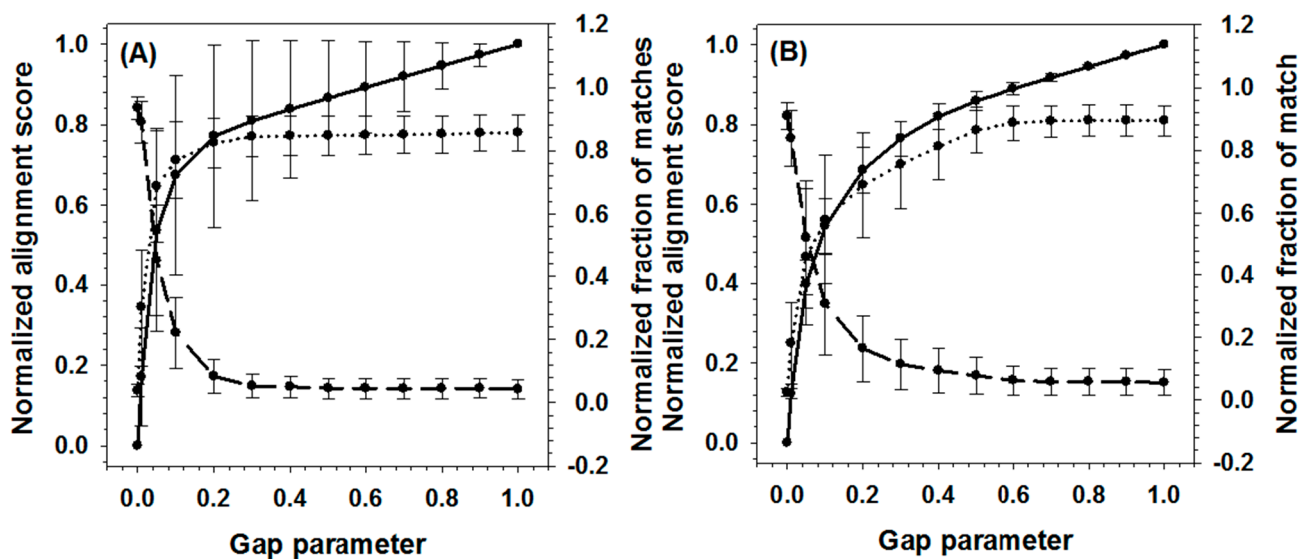 (A)
Normalized alignment score
1.0
0.8
0.6
0.4
0.2
0.0
0.0 0.2 0.4 0.6 0.8 1.0
Gap parameter
1.2
1.0
0.8
0.6
0.4
0.2
0.0
-0.2
Normalized fraction of matches
(B)
Normalized alignment score
1.0
0.8
0.6
0.4
0.2
0.0
0.0 0.2 0.4 0.6 0.8 1.0
Gap parameter
1.2
1.0
0.8
0.6
0.4
0.2
0.0
-0.2
Normalized fraction of match